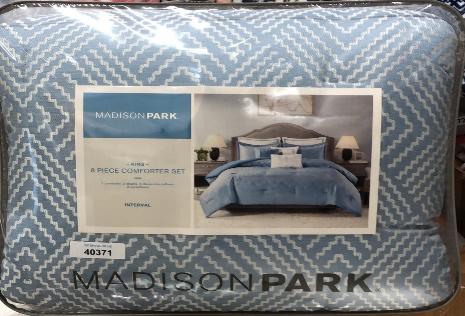 MADISON PARK
- KING -
8 PIECE COMFORTER SET
INTERVAL
40371
MADISON PARK